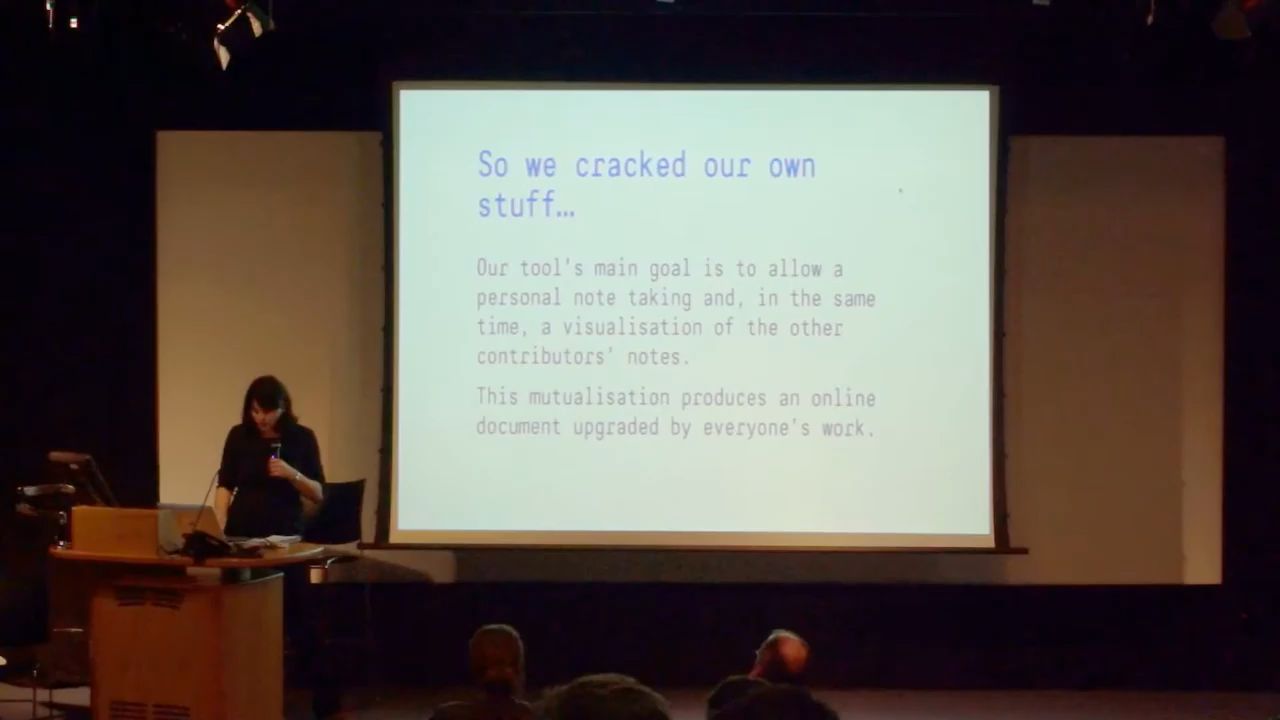 So we cracked our own
stuff…
Our tool's main goal is to allow a
personal note taking and, in the same
time, a visualisation of the other
contributors' notes.
This mutualisation produces an online
document upgraded by everyone's work.